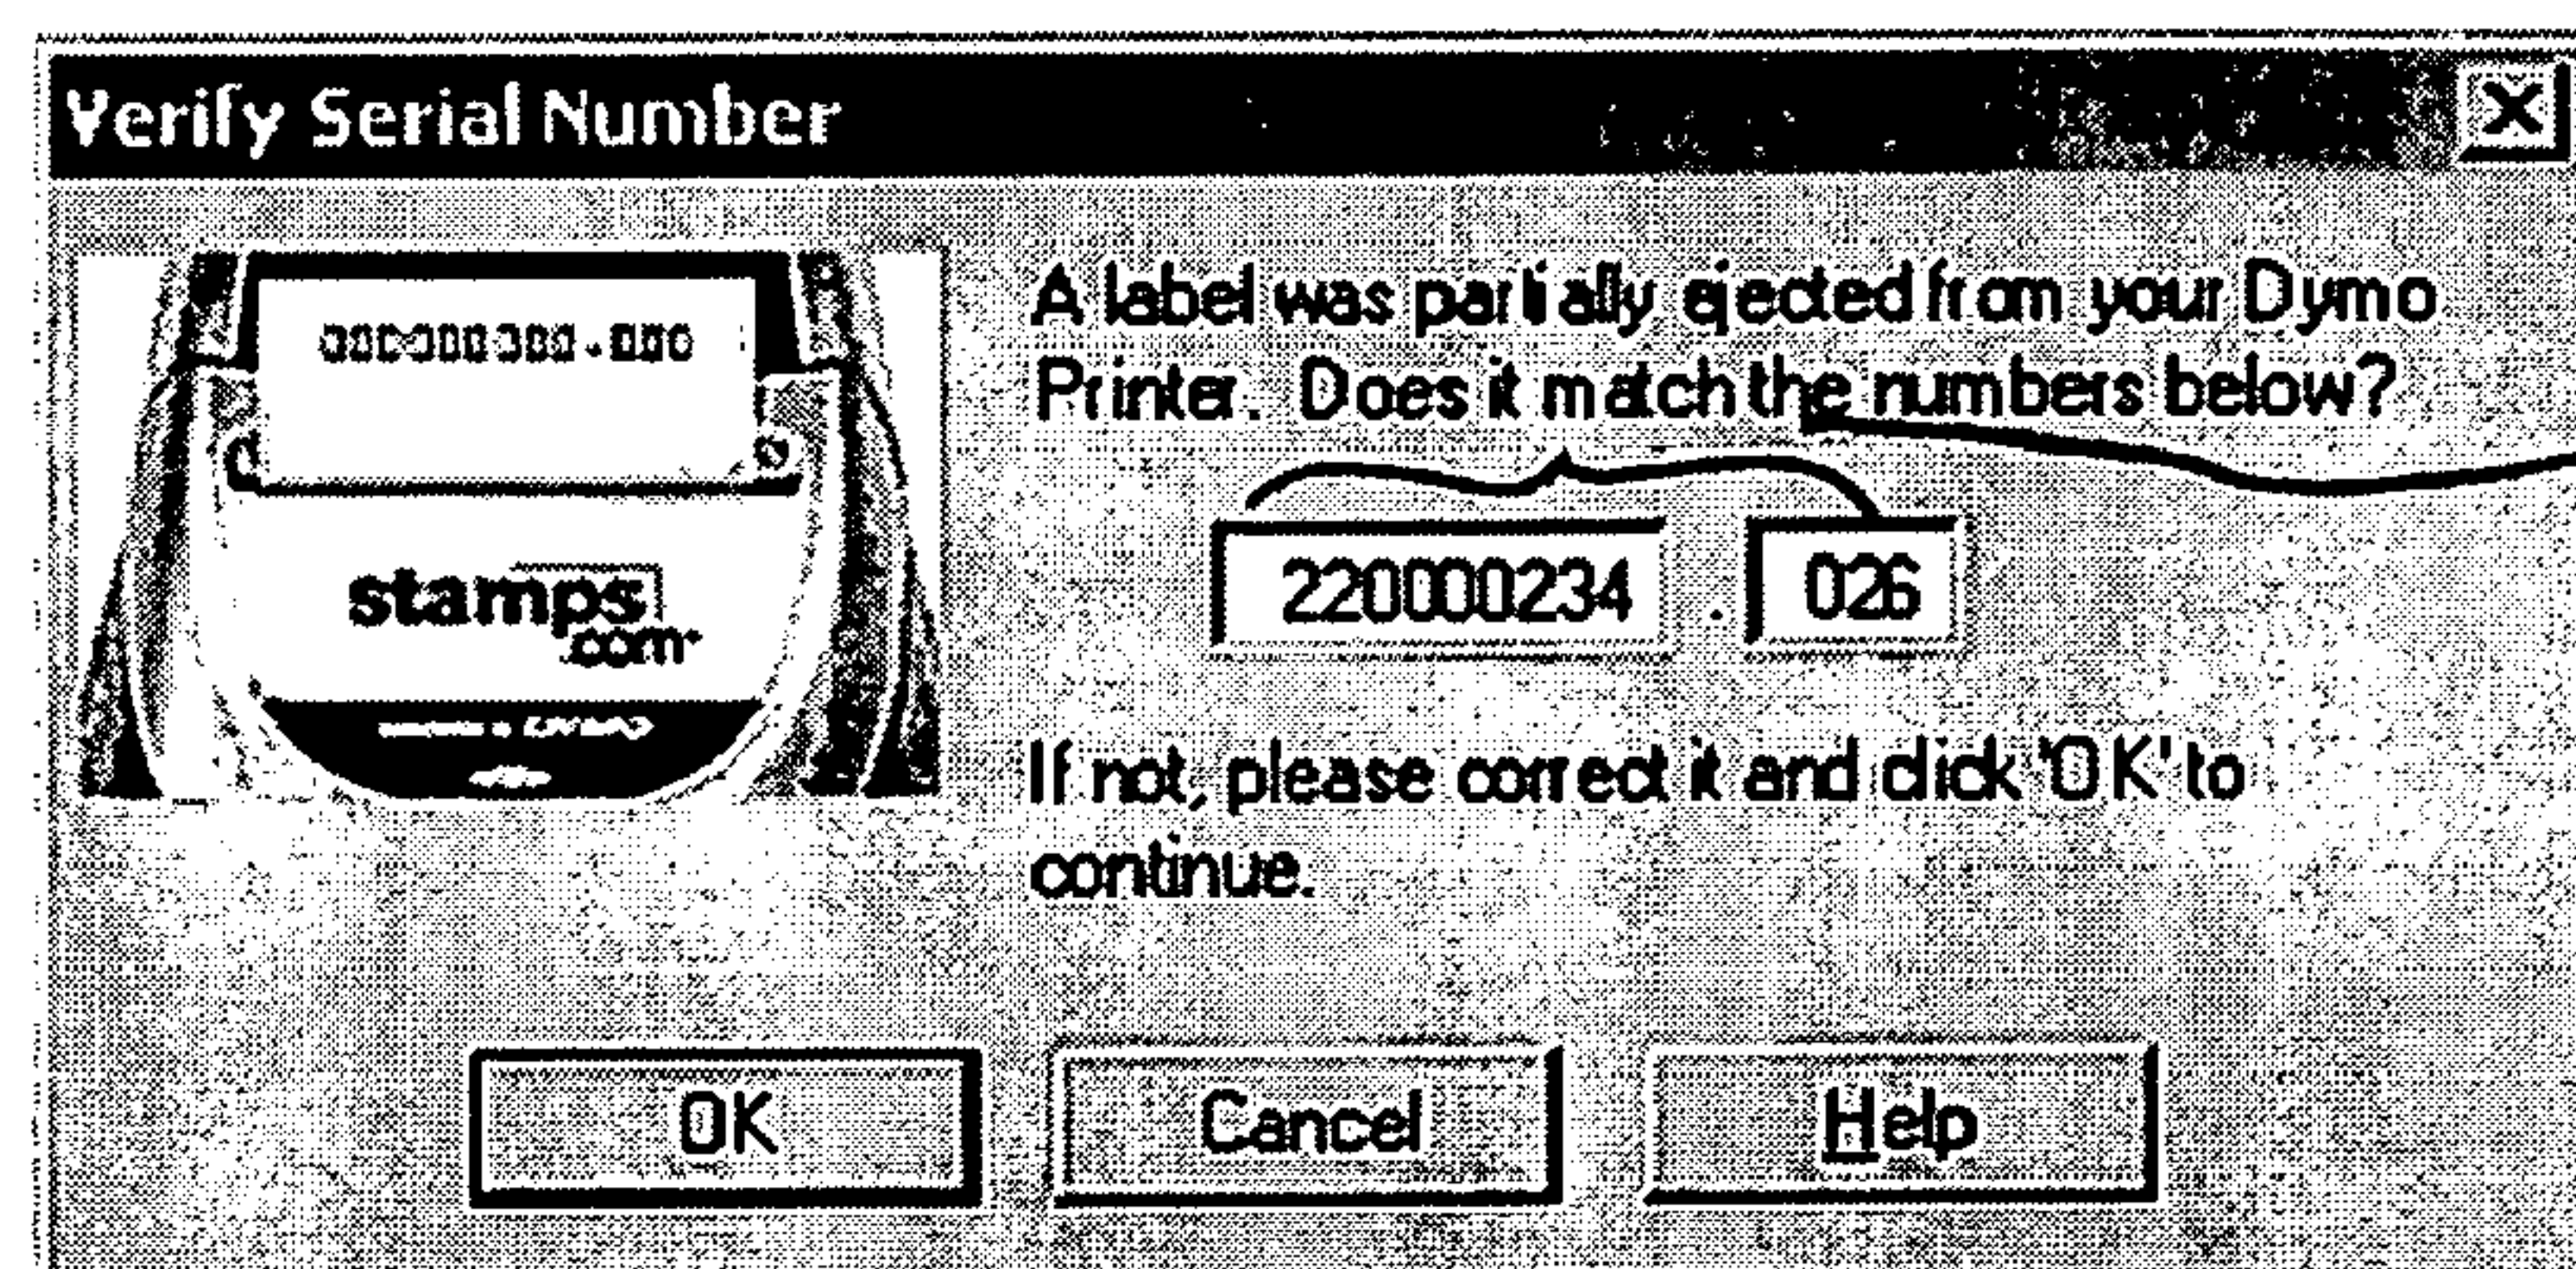 Verify Serial Number
A label was partially ejected from your Dymo
Printer. Does it match the numbers below?
220000234 . 026
stamps
.com
If not, please correct it and click 'OK' to
continue.
OK Cancel Help